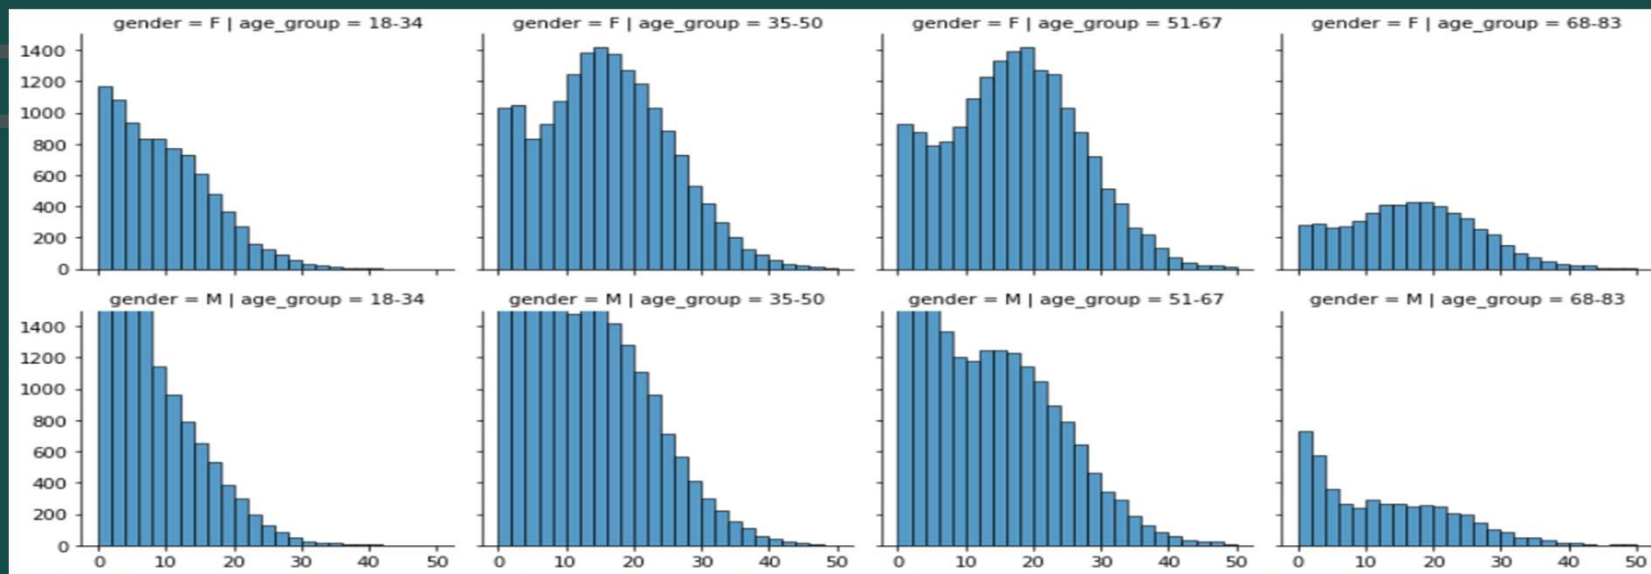 gender = F | age_group = 18-34
gender = F | age_group = 35-50
gender = F | age_group = 51-67
gender = F | age_group = 68-83
1400
1200
1000
800
600
400
200
0
gender = M | age_group = 18-34
gender = M | age_group = 35-50
gender = M | age_group = 51-67
gender = M | age_group = 68-83
1400
1200
1000
800
600
400
200
0
0 10 20 30 40 50
0 10 20 30 40 50
0 10 20 30 40 50
0 10 20 30 40 50